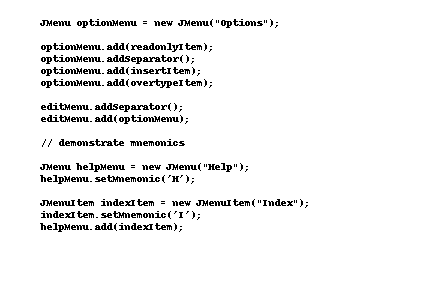 JMenu optionMenu = new JMenu("Options");
optionMenu.add(readonlyItem);
optionMenu.addSeparator();
optionMenu.add(insertItem);
optionMenu.add(overtypeItem);
editMenu.addSeparator();
editMenu.add(optionMenu);
// demonstrate mnemonics
JMenu helpMenu = new JMenu("Help");
helpMenu.setMnemonic('H');
JMenuItem indexItem = new JMenuItem("Index");
indexItem.setMnemonic('I');
helpMenu.add(indexItem);